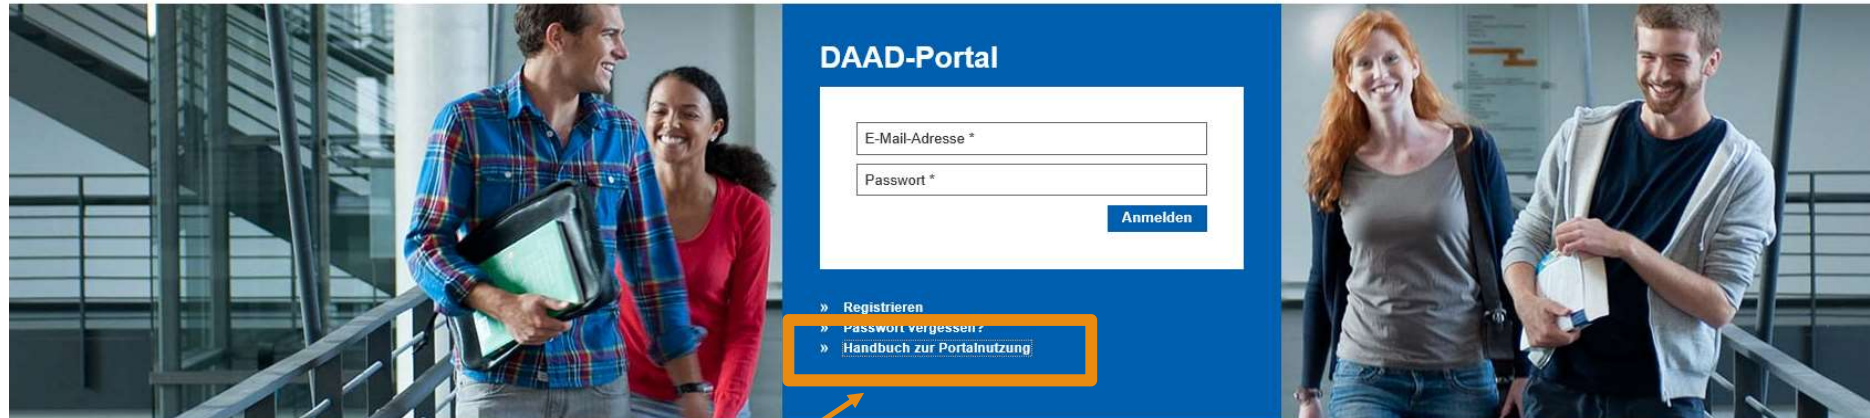 DAAD-Portal
E-Mail-Adresse *
Passwort *
Anmelden
» Registrieren
» Passwort vergessen?
» Handbuch zur Portalnutzung